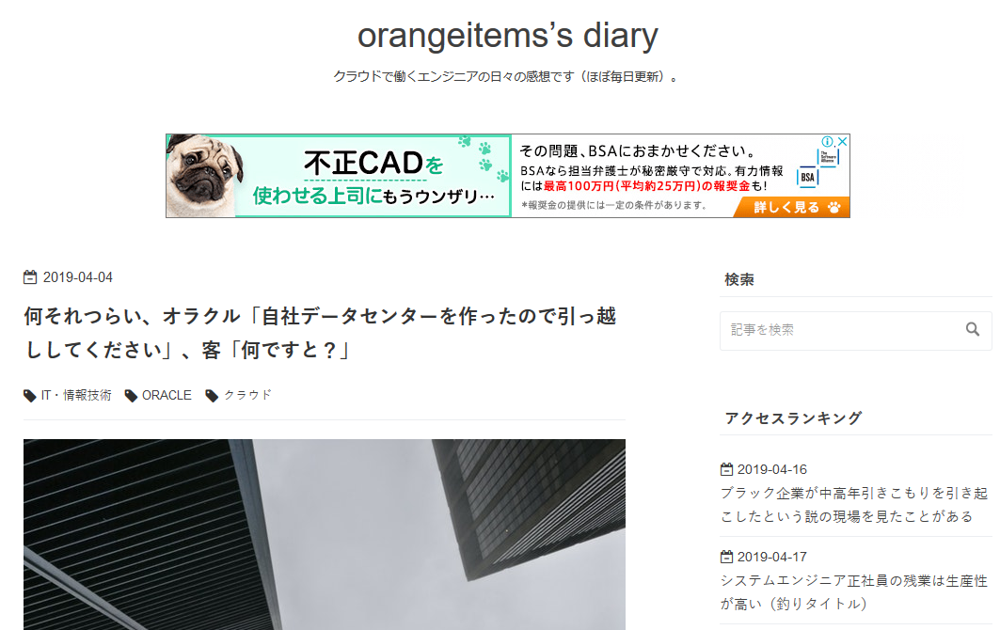 orangeitems’s diary
クラウドで働くエンジニアの日々の感想です（ほぼ毎日更新）。
不正CADを
使わせる上司にもうウンザリ…
その問題、BSAにおまかせください。
BSAなら担当弁護士が秘密厳守で対応。有力情報
には最高100万円(平均約25万円)の報奨金も!
*報奨金の提供には一定の条件があります。
The
Software
Alliance
BSA
詳しく見る
2019-04-04
何それつらい、オラクル「自社データセンターを作ったので引っ越
ししてください」、客「何ですと？」
IT・情報技術 ORACLE クラウド
検索
記事を検索
アクセスランキング
2019-04-16
ブラック企業が中高年引きこもりを引き起
こしたという説の現場を見たことがある
2019-04-17
システムエンジニア正社員の残業は生産性
が高い（釣りタイトル）